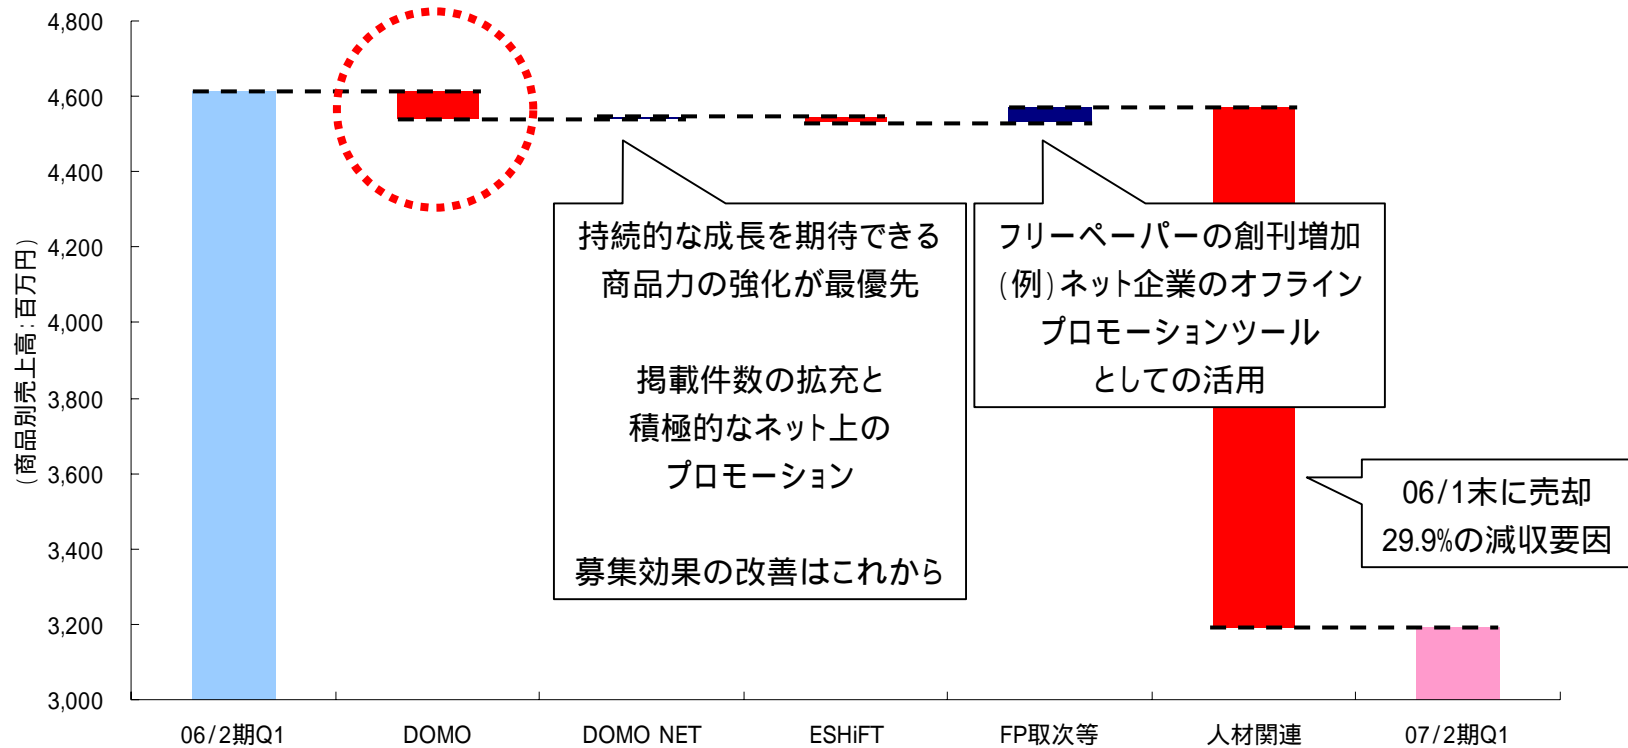 (商品別売上高:百万円)
4,800
4,600
4,400
4,200
4,000
3,800
3,600
3,400
3,200
3,000
持続的な成長を期待できる
商品力の強化が最優先
掲載件数の拡充と
積極的なネット上の
プロモーション
募集効果の改善はこれから
フリーペーパーの創刊増加
(例)ネット企業のオフライン
プロモーションツール
としての活用
06/1末に売却
29.9%の減収要因
06/2期Q1
DOMO
DOMO NET
ESHiFT
FP取次等
人材関連
07/2期Q1